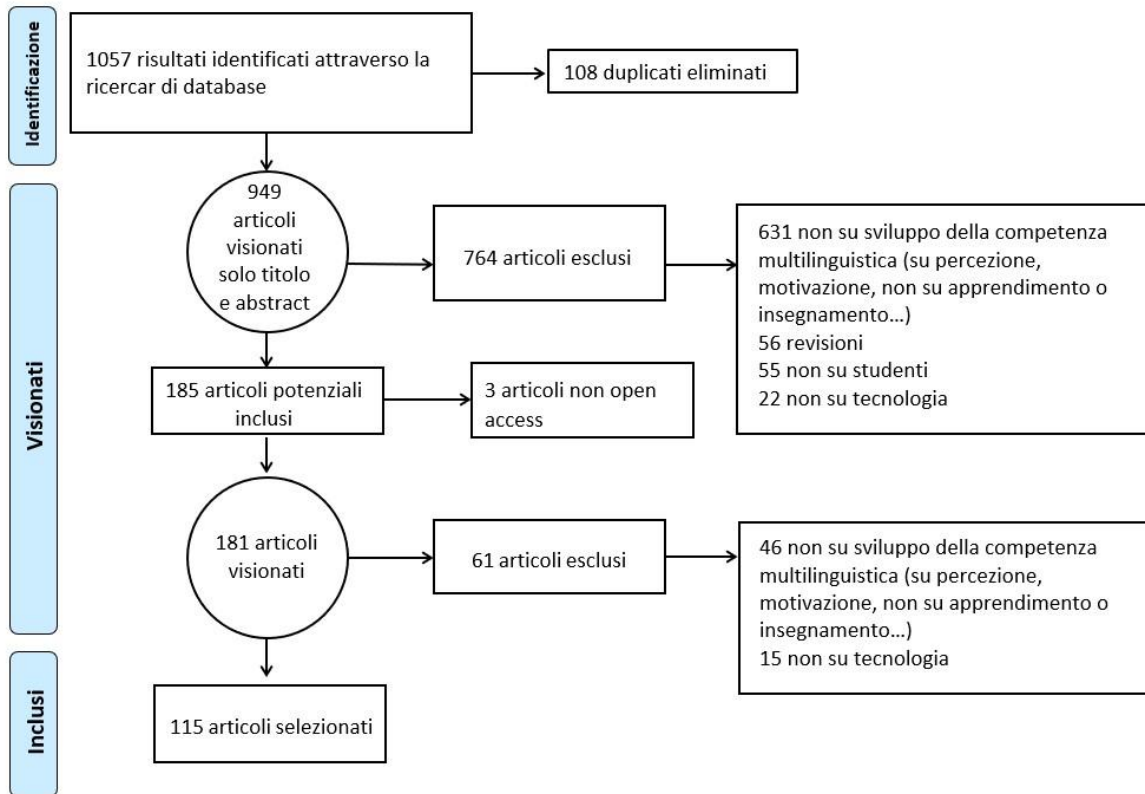 Identificazione
1057 risultati identificati attraverso la
ricercar di database
108 duplicati eliminati
Visionati
949
articoli
visionati
solo titolo
e abstract
764 articoli esclusi
631 non su sviluppo della competenza
multilinguistica (su percezione,
motivazione, non su apprendimento o
insegnamento...)
56 revisioni
55 non su studenti
22 non su tecnologia
185 articoli potenziali
inclusi
3 articoli non open
access
181 articoli
visionati
61 articoli esclusi
46 non su sviluppo della competenza
multilinguistica (su percezione,
motivazione, non su apprendimento o
insegnamento...)
15 non su tecnologia
Inclusi
115 articoli selezionati